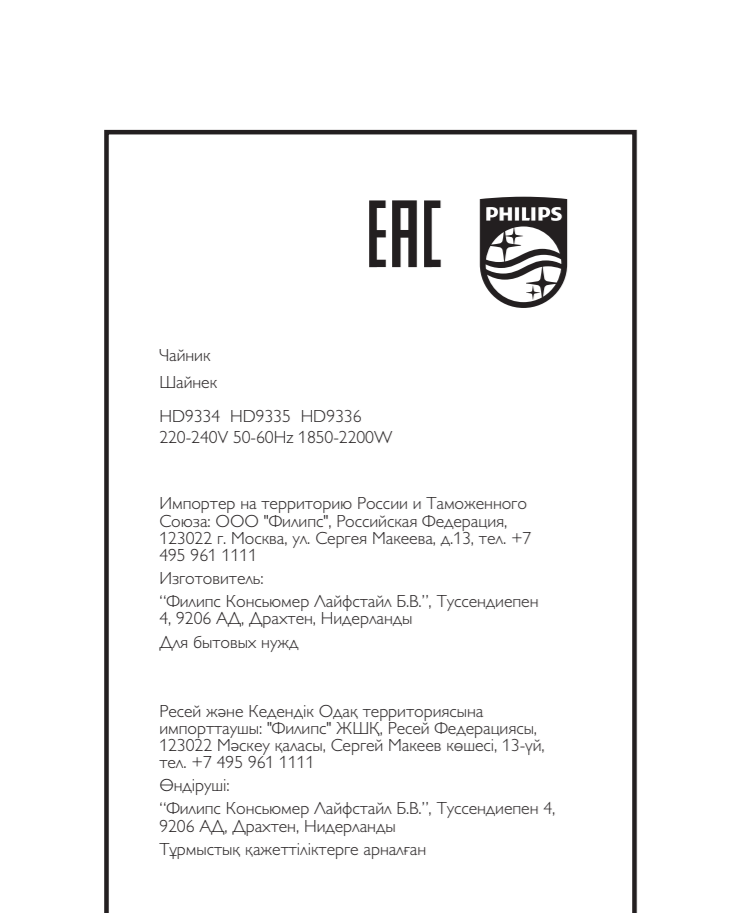 EAC
PHILIPS
Чайник
Шайнек
HD9334 HD9335 HD9336
220-240V 50-60Hz 1850-2200W
Импортер на территорию России и Таможенного
Союза: ООО "Филипс", Российская Федерация,
123022 г. Москва, ул. Сергея Макеева, д.13, тел. +7
495 961 1111
Изготовитель:
“Филипс Консьюмер Лайфстайл Б.В.”, Туссендиепен
4, 9206 АД, Драхтен, Нидерланды
Для бытовых нужд
Ресей және Кедендік Одақ территориясына
импорттаушы: "Филипс" ЖШҚ, Ресей Федерациясы,
123022 Мәскеу қаласы, Сергей Макеев көшесі, 13-үй,
тел. +7 495 961 1111
Өндіруші:
“Филипс Консьюмер Лайфстайл Б.В.”, Туссендиепен 4,
9206 АД, Драхтен, Нидерланды
Тұрмыстық қажеттіліктерге арналған